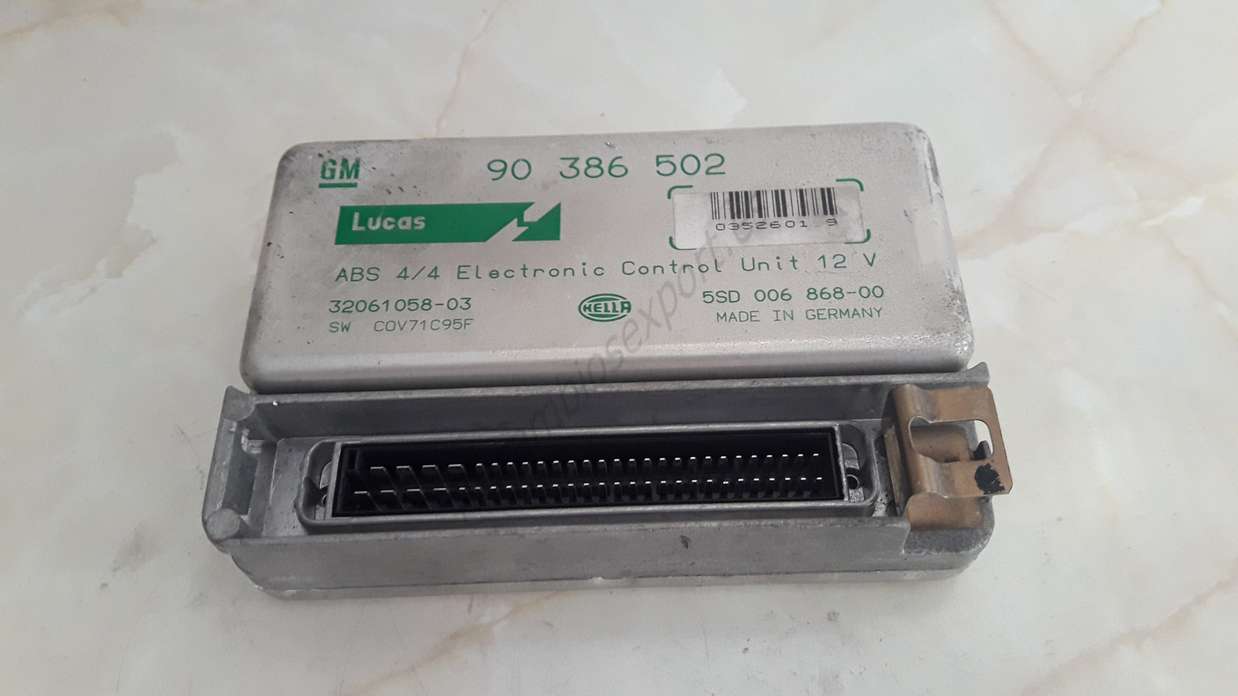 GM 90 386 502
Lucas
0352601 9
ABS 4/4 Electronic Control Unit 12 V
32061058-03 HELLA 5SD 006 868-00
SW COV71C95F MADE IN GERMANY